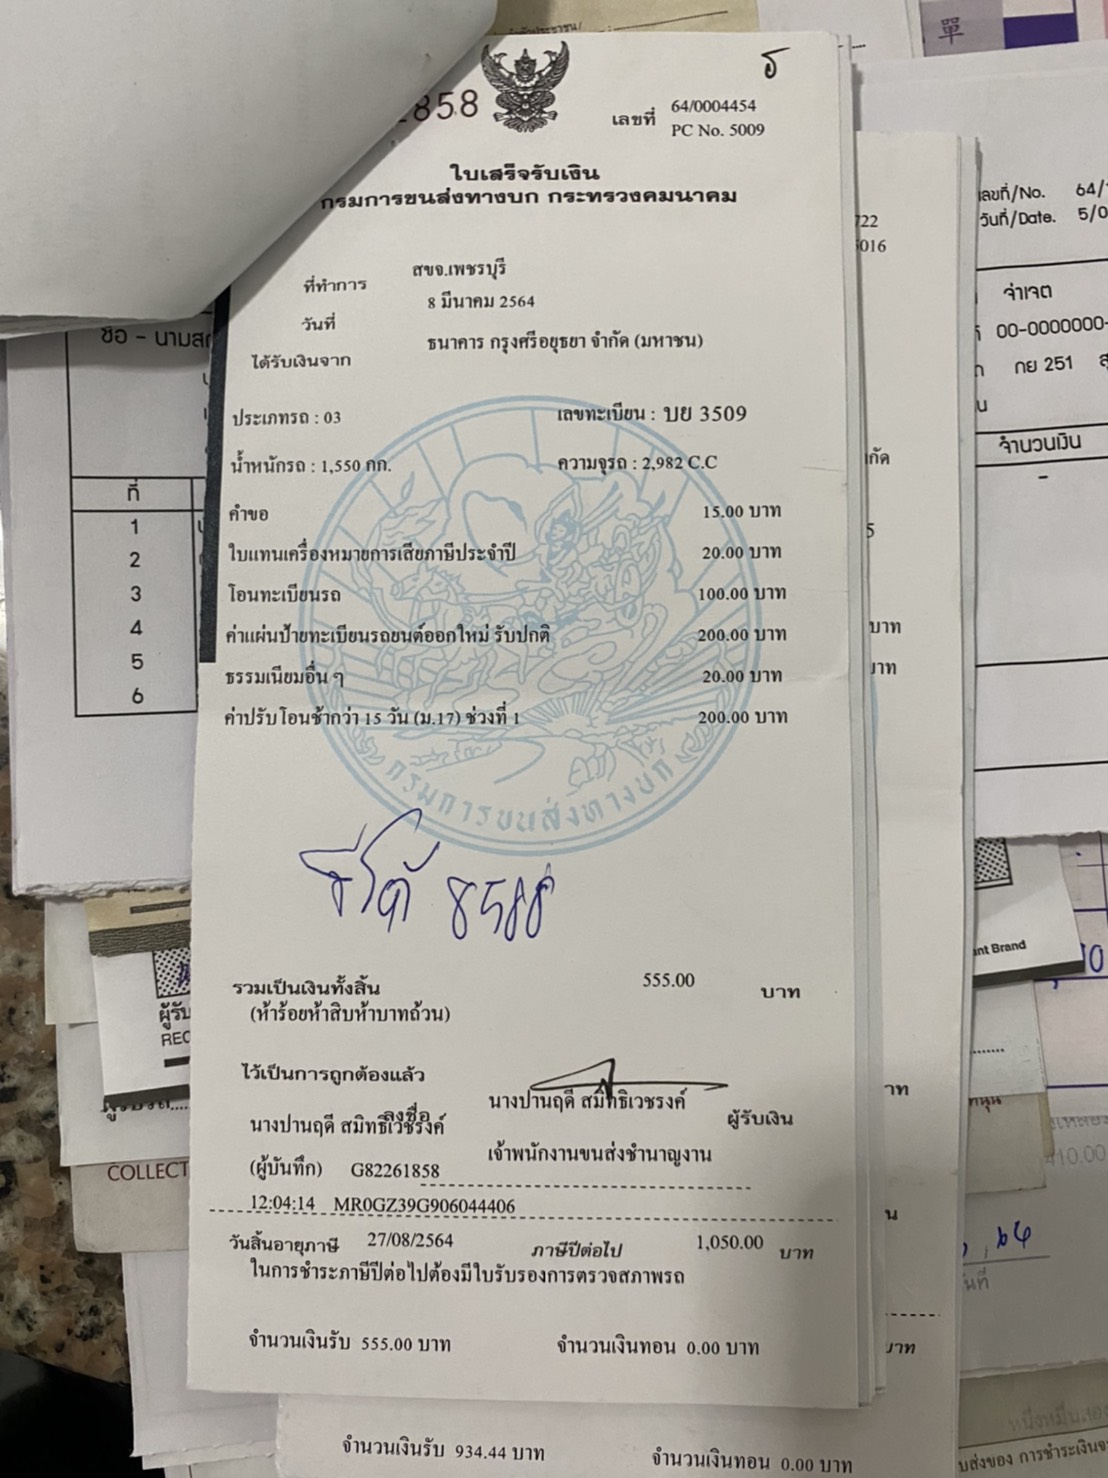 858
เลขที่ 64/0004454
PC No. 5009
ใบเสร็จรับเงิน
กรมการขนส่งทางบก กระทรวงคมนาคม
ที่ทำการ สขจ.เพชรบุรี
วันที่ 8 มีนาคม 2564
ได้รับเงินจาก ธนาคาร กรุงศรีอยุธยา จำกัด (มหาชน)
ประเภทรถ : 03 เลขทะเบียน : บย 3509
น้ำหนักรถ : 1,550 กก. ความจุรถ : 2,982 C.C
คำขอ 15.00 บาท
ใบแทนเครื่องหมายการเสียภาษีประจำปี 20.00 บาท
โอนทะเบียนรถ 100.00 บาท
ค่าแผ่นป้ายทะเบียนรถยนต์ออกใหม่ รับปกติ 200.00 บาท
ธรรมเนียมอื่น ๆ 20.00 บาท
ค่าปรับโอนช้ากว่า 15 วัน (ม.17) ช่วงที่ 1 200.00 บาท
กรมการขนส่งทางบก
8588
รวมเป็นเงินทั้งสิ้น 555.00 บาท
(ห้าร้อยห้าสิบห้าบาทถ้วน)
ไว้เป็นการถูกต้องแล้ว
ลงชื่อ นางปานฤดี สมิทธิเวชรงค์ ผู้รับเงิน
นางปานฤดี สมิทธิเวชรงค์
เจ้าพนักงานขนส่งชำนาญงาน
(ผู้บันทึก) G82261858
12:04:14 MR0GZ39G906044406
วันสิ้นอายุภาษี 27/08/2564 ภาษีปีต่อไป 1,050.00 บาท
ในการชำระภาษีปีต่อไปต้องมีใบรับรองการตรวจสภาพรถ
จำนวนเงินรับ 555.00 บาท จำนวนเงินทอน 0.00 บาท
จำนวนเงินรับ 934.44 บาท จำนวนเงินทอน 0.00 บาท
ที่
1
2
3
4
5
6
COLLECT
เลขที่/No. 64/
วันที่/Date. 5/0
722
5016
จำเจต
00-0000000-
กย 251
จำนวนเงิน
-
บาท
nt Brand
410.00